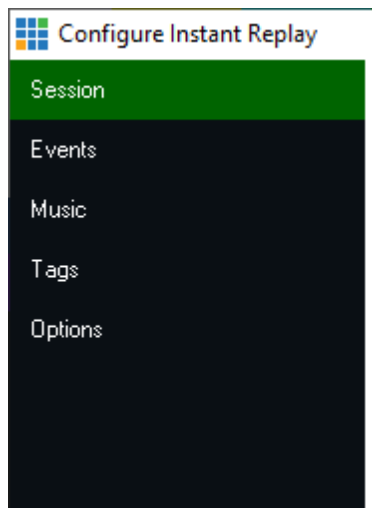 Configure Instant Replay
Session
Events
Music
Tags
Options